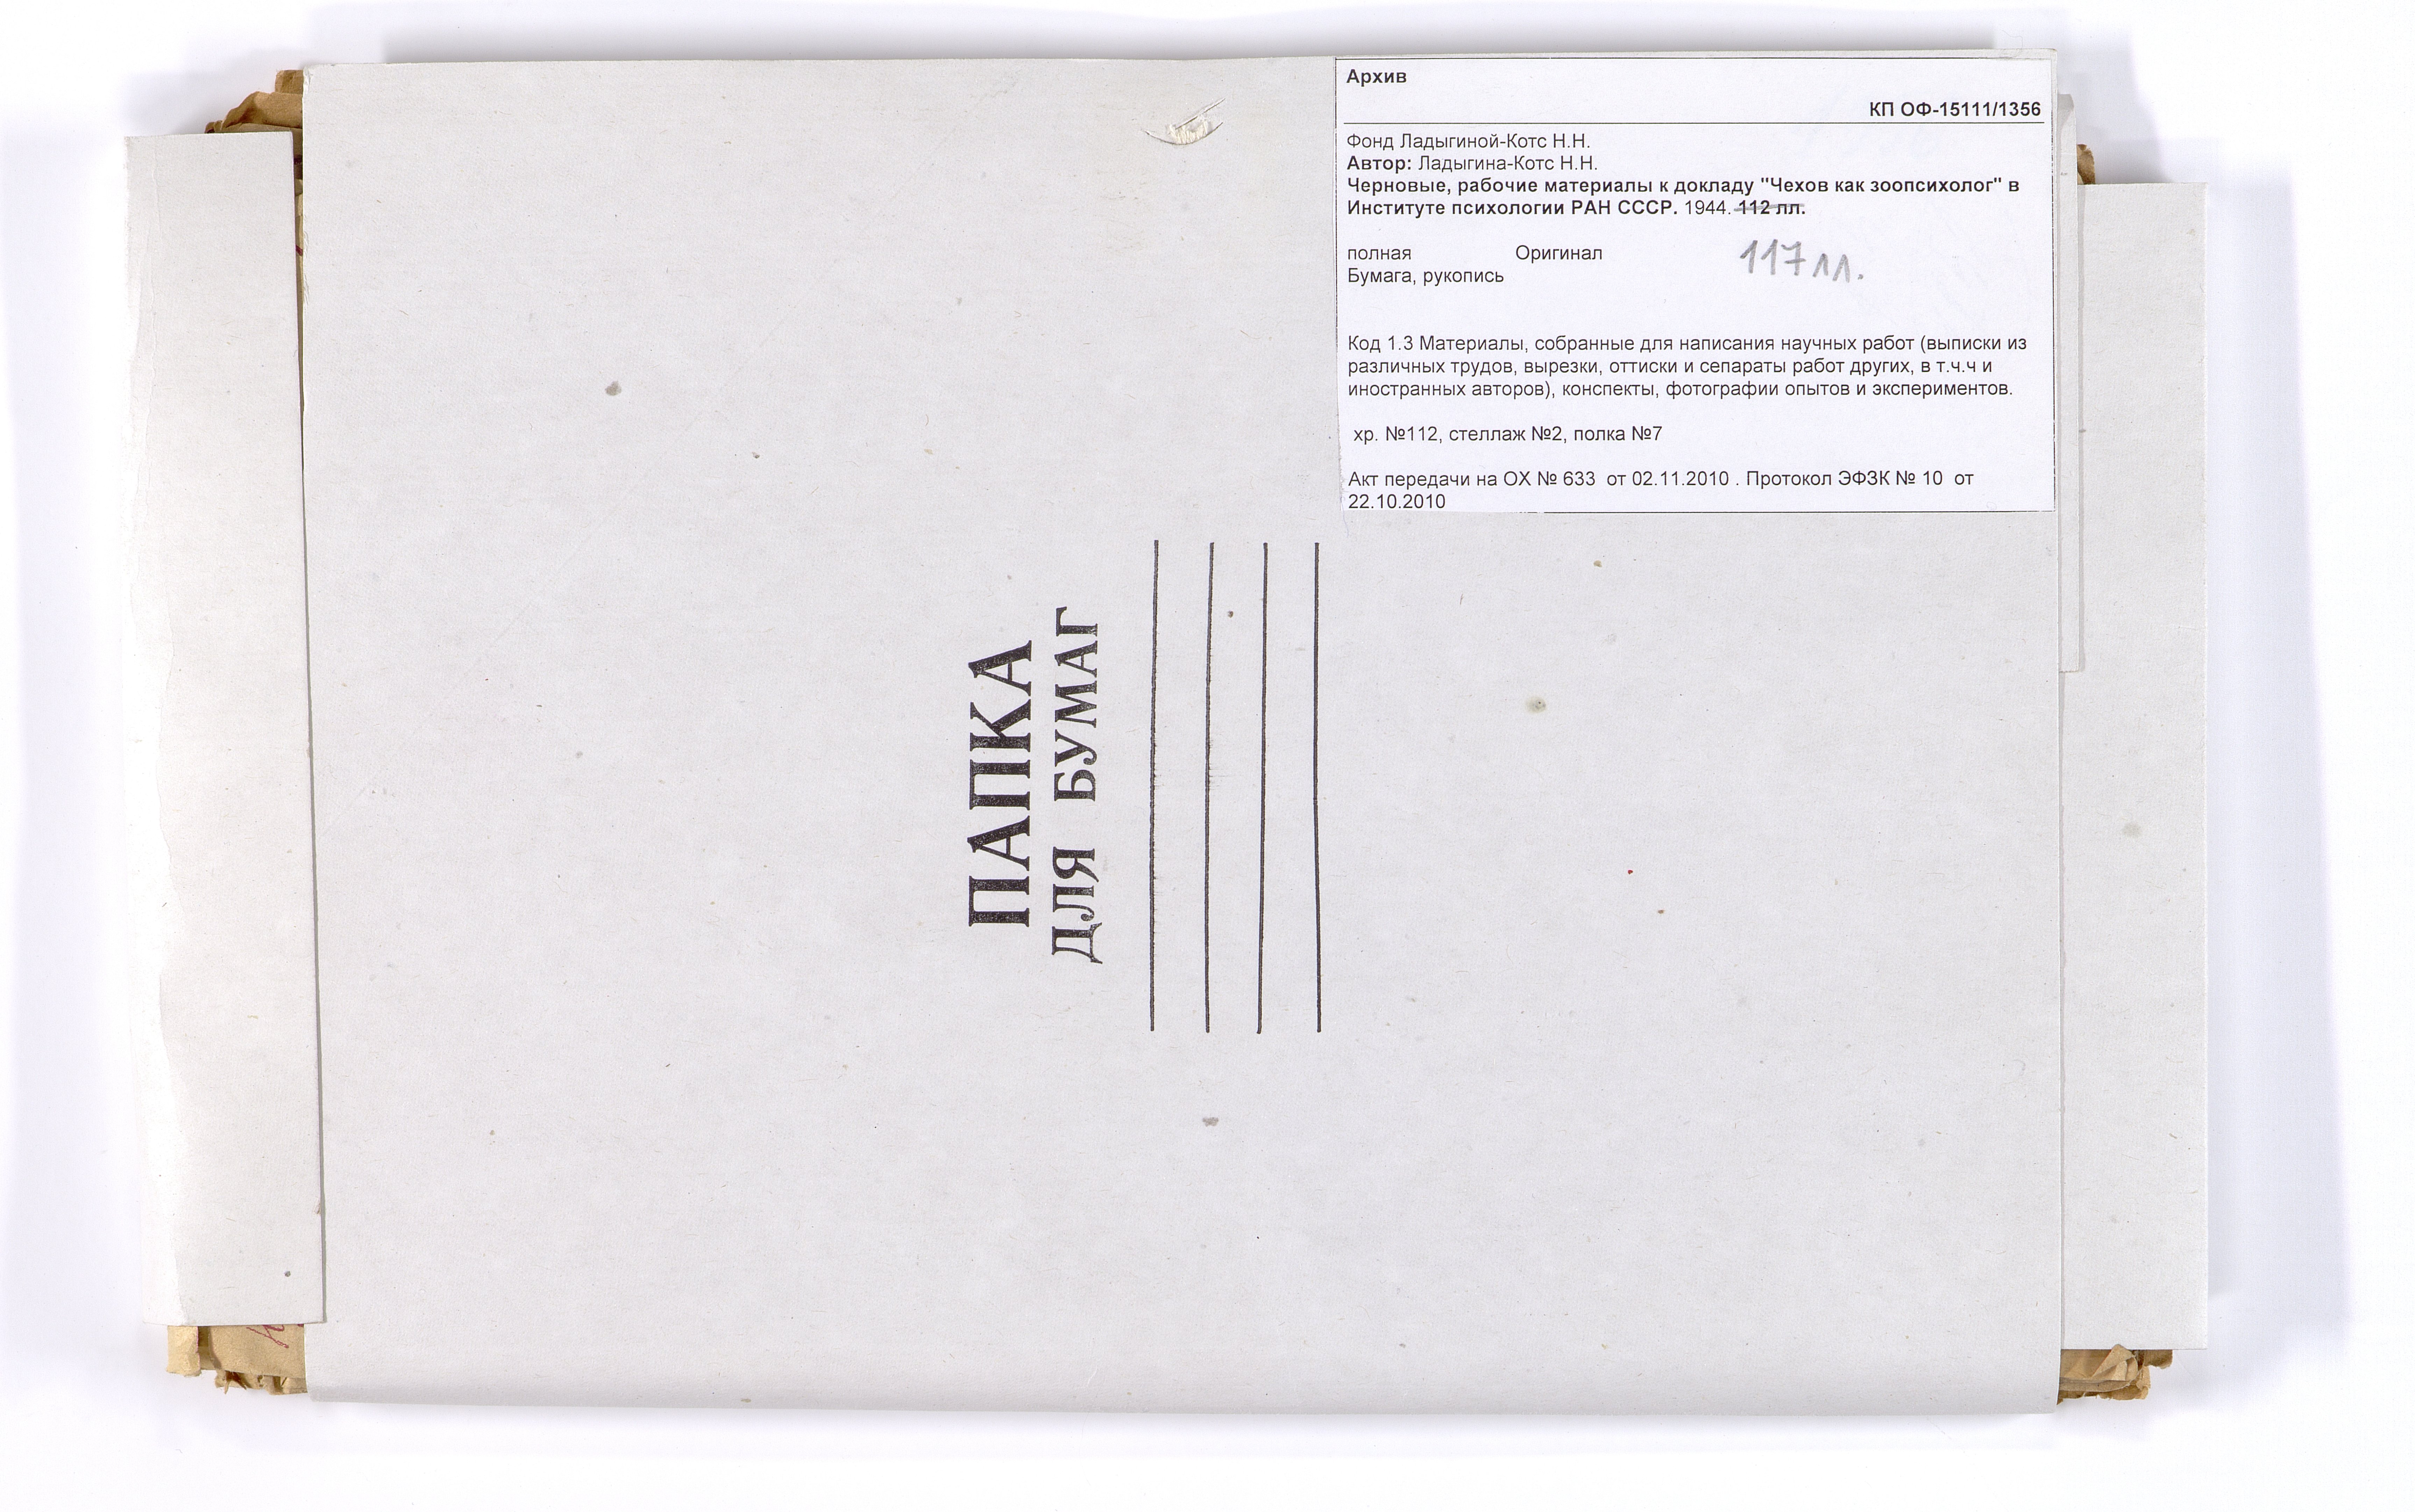 Архив
КП ОФ-15111/1356
Фонд Ладыгиной-Котс Н.Н.
Автор: Ладыгина-Котс Н.Н.
Черновые, рабочие материалы к докладу "Чехов как зоопсихолог" в
Институте психологии РАН СССР. 1944. 112 лл.
полная Оригинал 117 лл.
Бумага, рукопись
Код 1.3 Материалы, собранные для написания научных работ (выписки из
различных трудов, вырезки, оттиски и сепараты работ других, в т.ч.ч и
иностранных авторов), конспекты, фотографии опытов и экспериментов.
хр. №112, стеллаж №2, полка №7
Акт передачи на ОХ № 633 от 02.11.2010 . Протокол ЭФЗК № 10 от
22.10.2010
ПАПКА
ДЛЯ БУМАГ